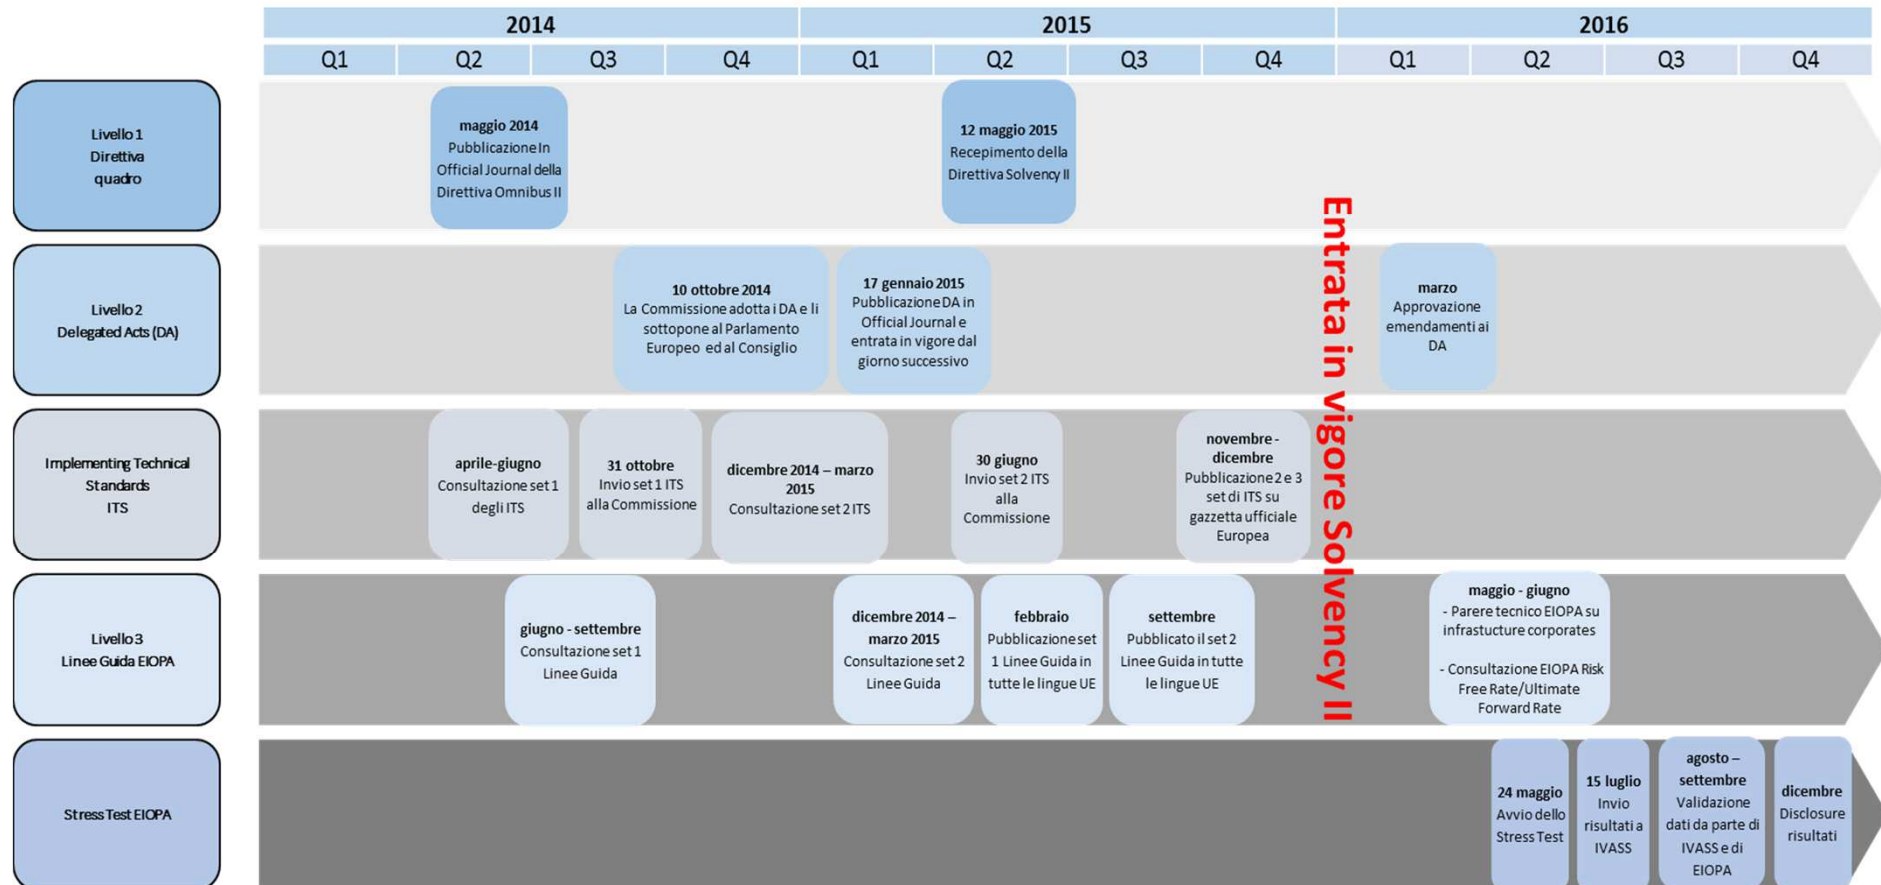 2014
2015
2016
Q1
Q2
Q3
Q4
Q1
Q2
Q3
Q4
Q1
Q2
Q3
Q4
Livello 1
Direttiva
quadro
maggio 2014
Pubblicazione In
Official Journal della
Direttiva Omnibus II
12 maggio 2015
Recepimento della
Direttiva Solvency II
Entrata in vigore Solvency II
Livello 2
Delegated Acts (DA)
10 ottobre 2014
La Commissione adotta i DA e li
sottopone al Parlamento
Europeo ed al Consiglio
17 gennaio 2015
Pubblicazione DA in
Official Journal e
entrata in vigore dal
giorno successivo
marzo
Approvazione
emendamenti ai
DA
Implementing Technical
Standards
ITS
aprile-giugno
Consultazione set 1
degli ITS
31 ottobre
Invio set 1 ITS
alla Commissione
dicembre 2014 – marzo
2015
Consultazione set 2 ITS
30 giugno
Invio set 2 ITS
alla
Commissione
novembre -
dicembre
Pubblicazione 2 e 3
set di ITS su
gazzetta ufficiale
Europea
Livello 3
Linee Guida EIOPA
giugno - settembre
Consultazione set 1
Linee Guida
dicembre 2014 –
marzo 2015
Consultazione set 2
Linee Guida
febbraio
Pubblicazione set
1 Linee Guida in
tutte le lingue UE
settembre
Pubblicato il set 2
Linee Guida in tutte
le lingue UE
maggio - giugno
- Parere tecnico EIOPA su
infrastucture corporates
- Consultazione EIOPA Risk
Free Rate/Ultimate
Forward Rate
Stress Test EIOPA
24 maggio
Avvio dello
Stress Test
15 luglio
Invio
risultati a
IVASS
agosto –
settembre
Validazione
dati da parte di
IVASS e di
EIOPA
dicembre
Disclosure
risultati